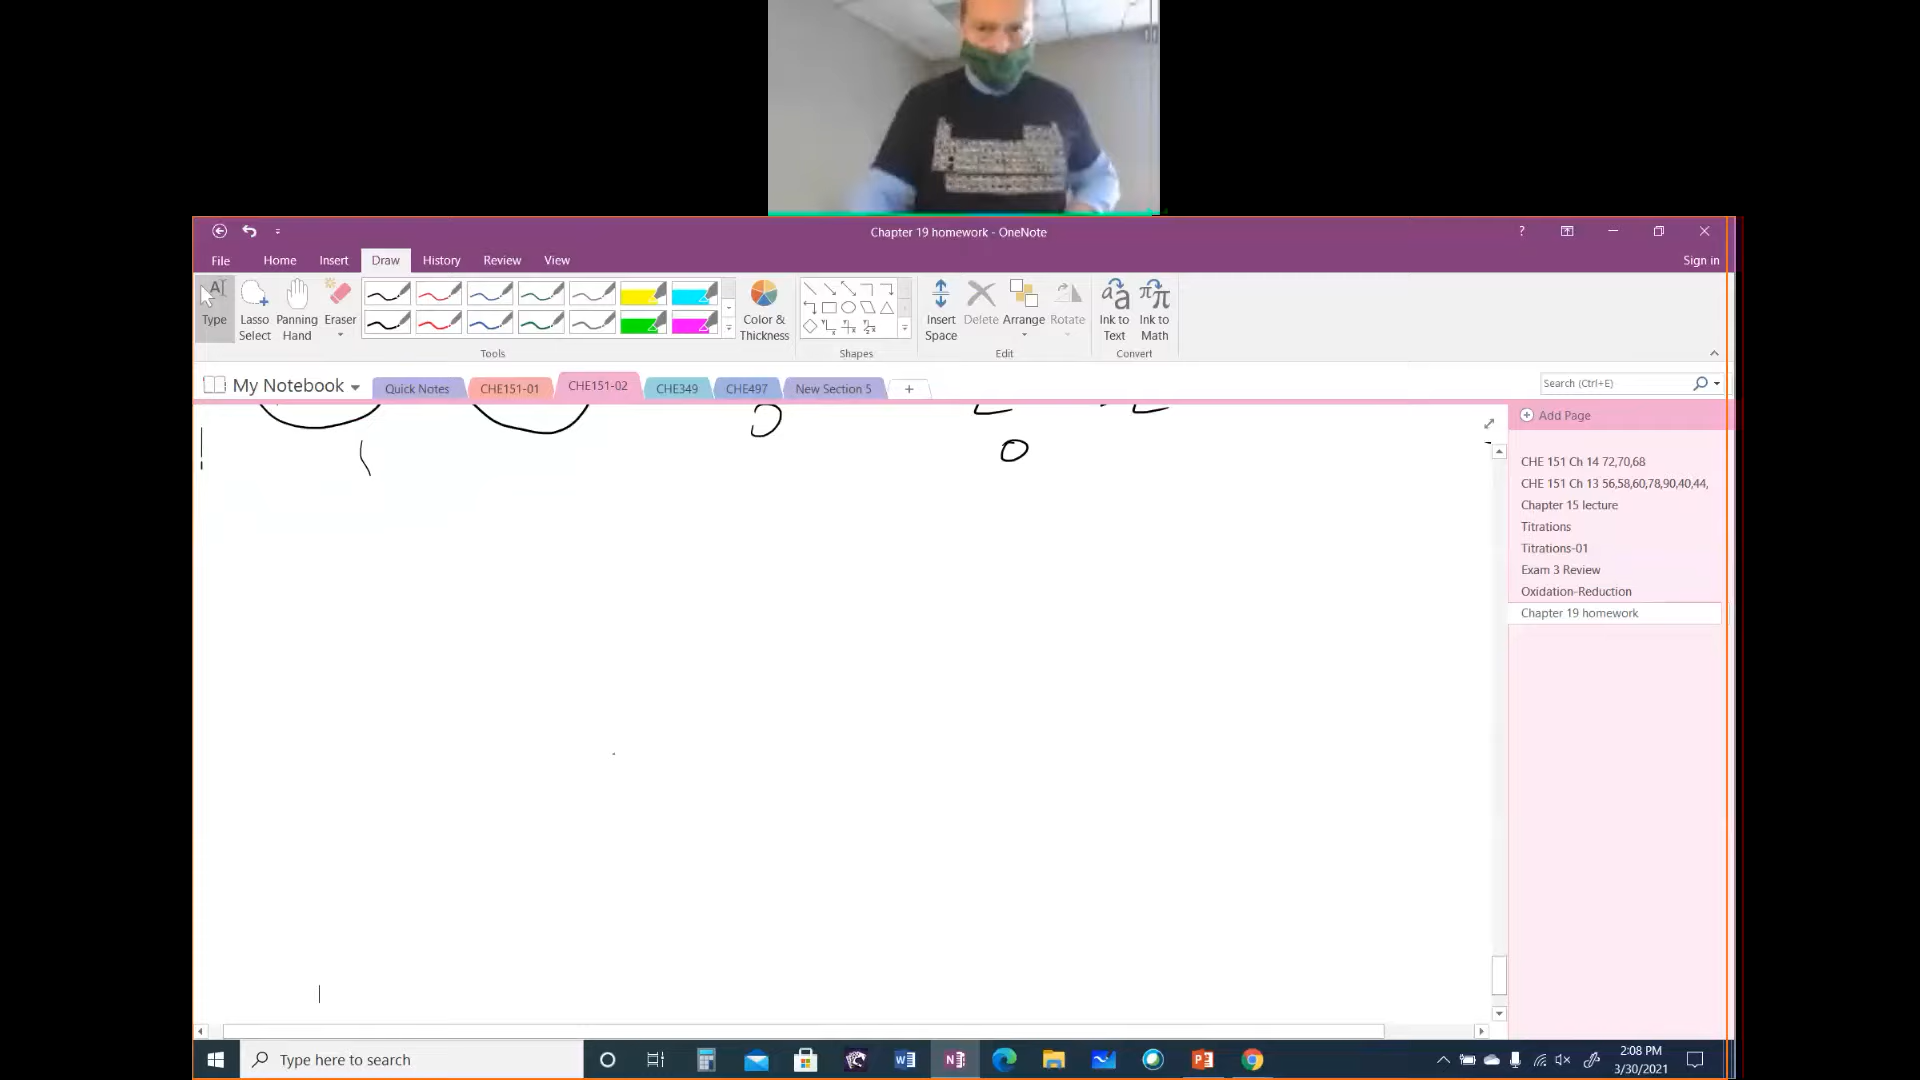 Chapter 19 homework - OneNote
?
File Home Insert Draw History Review View Sign in
Type
Lasso Select
Panning Hand
Eraser
Color & Thickness
Insert Space
Delete
Arrange
Rotate
Ink to Text
Ink to Math
Tools Shapes Edit Convert
My Notebook Quick Notes CHE151-01 CHE151-02 CHE349 CHE497 New Section 5 + Search (Ctrl+E)
Add Page
0
CHE 151 Ch 14 72,70,68
CHE 151 Ch 13 56,58,60,78,90,40,44,
Chapter 15 lecture
Titrations
Titrations-01
Exam 3 Review
Oxidation-Reduction
Chapter 19 homework
Type here to search
2:08 PM
3/30/2021